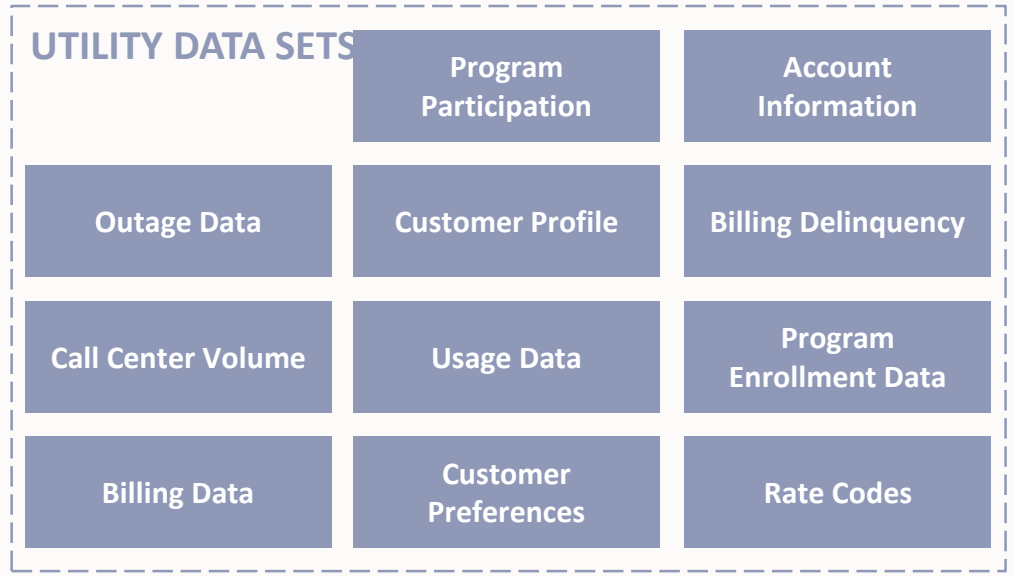 UTILITY DATA SETS
Program
Participation
Account
Information
Outage Data
Customer Profile
Billing Delinquency
Call Center Volume
Usage Data
Program
Enrollment Data
Billing Data
Customer
Preferences
Rate Codes